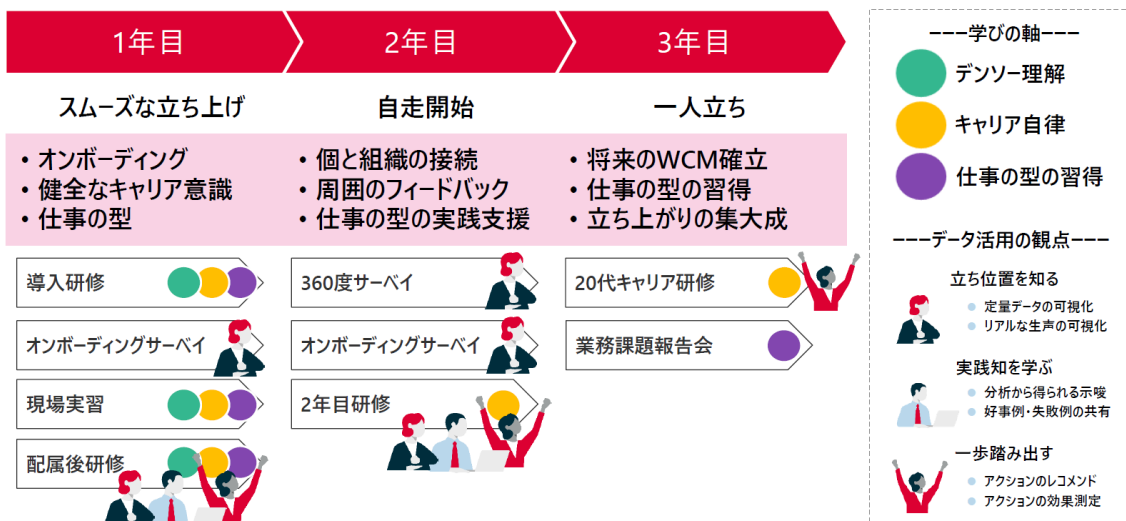 1年目
2年目
3年目
スムーズな立ち上げ
自走開始
一人立ち
• オンボーディング
• 健全なキャリア意識
• 仕事の型
• 個と組織の接続
• 周囲のフィードバック
• 仕事の型の実践支援
• 将来のWCM確立
• 仕事の型の習得
• 立ち上がりの集大成
導入研修
オンボーディングサーベイ
現場実習
配属後研修
360度サーベイ
オンボーディングサーベイ
2年目研修
20代キャリア研修
業務課題報告会
ーーー学びの軸ーーー
デンソー理解
キャリア自律
仕事の型の習得
ーーーデータ活用の観点ーーー
立ち位置を知る
定量データの可視化
リアルな生声の可視化
実践知を学ぶ
分析から得られる示唆
好事例・失敗例の共有
一歩踏み出す
アクションのレコメンド
アクションの効果測定